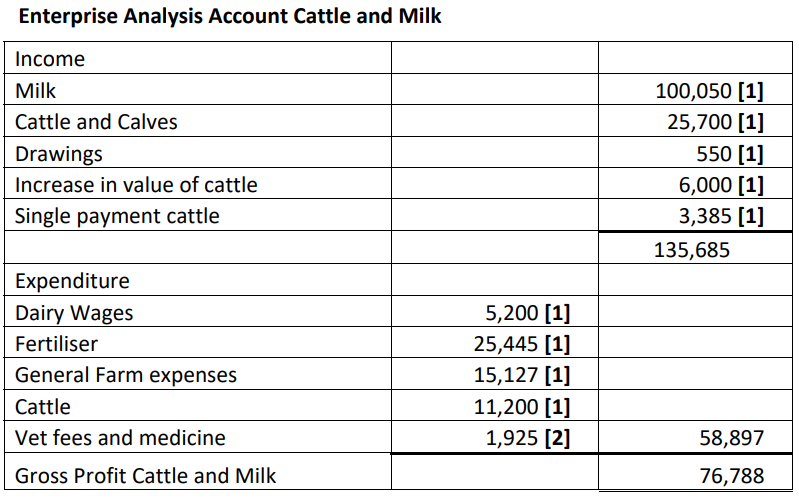 Enterprise Analysis Account Cattle and Milk
Income
Milk 100,050 [1]
Cattle and Calves 25,700 [1]
Drawings 550 [1]
Increase in value of cattle 6,000 [1]
Single payment cattle 3,385 [1]
135,685
Expenditure
Dairy Wages 5,200 [1]
Fertiliser 25,445 [1]
General Farm expenses 15,127 [1]
Cattle 11,200 [1]
Vet fees and medicine 1,925 [2] 58,897
Gross Profit Cattle and Milk 76,788